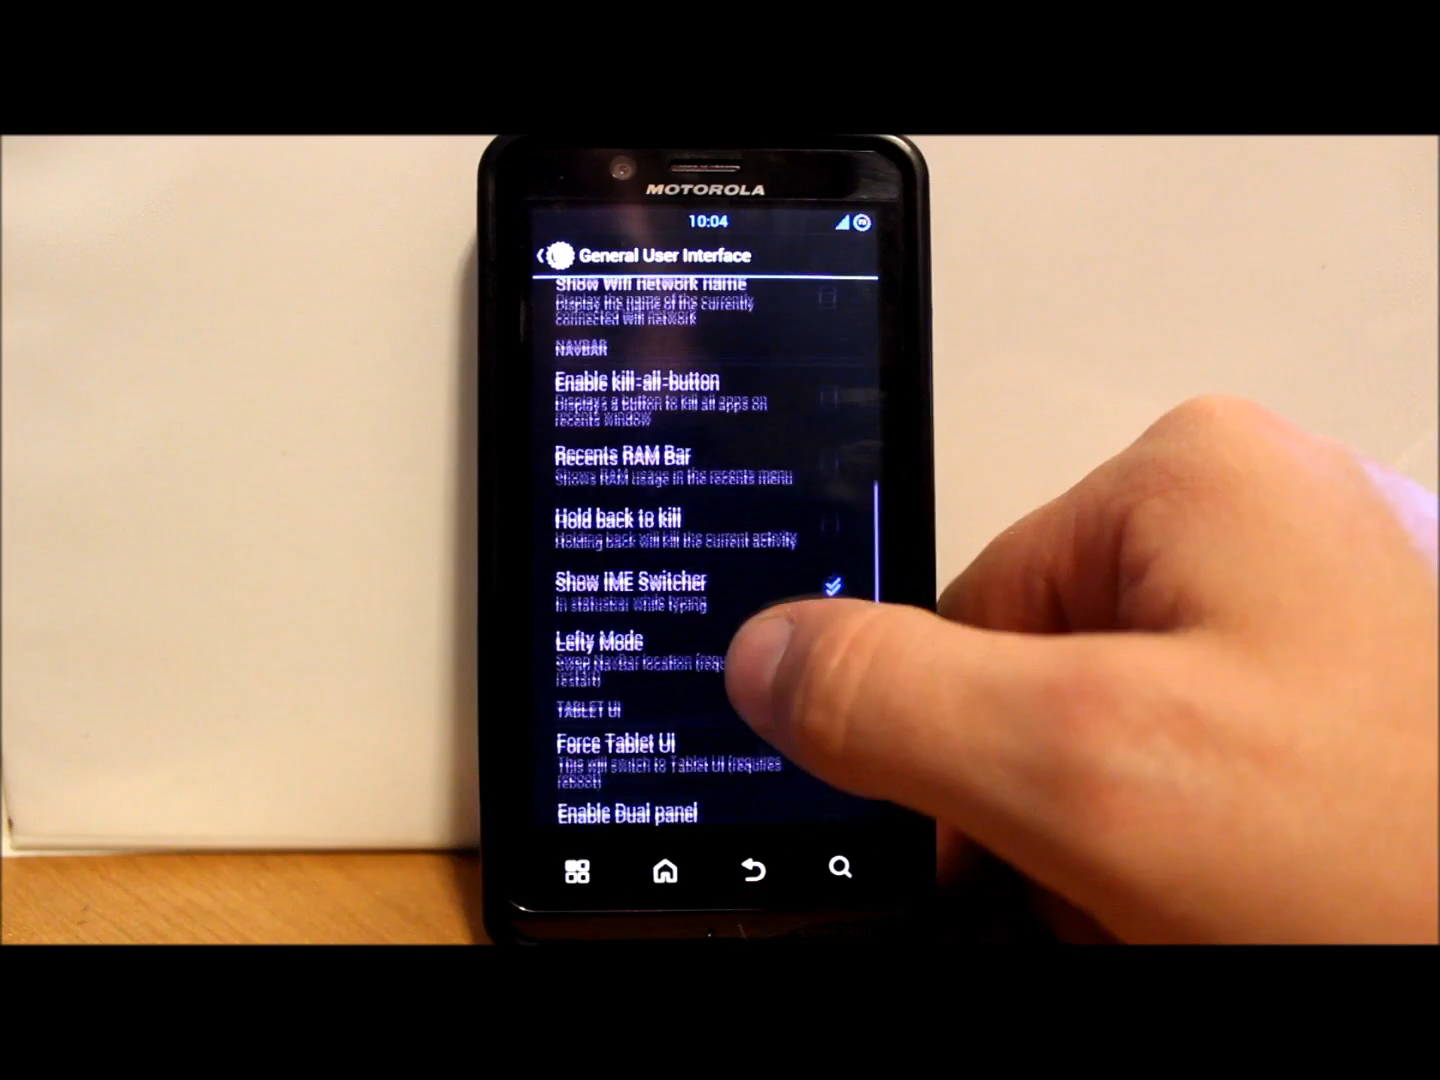 MOTOROLA
10:04
General User Interface
Show Wifi network name
Display the name of the currently
connected Wifi network
NAVBAR
Enable kill-all-button
Displays a button to kill all apps on
recents window
Recents RAM Bar
Shows RAM usage in the recents menu
Hold back to kill
Holding back will kill the current activity
Show IME Switcher
In statusbar while typing
Lefty Mode
Swap NavBar location (requ
restart)
TABLET UI
Force Tablet UI
This will switch to Tablet UI (requires
reboot)
Enable Dual panel